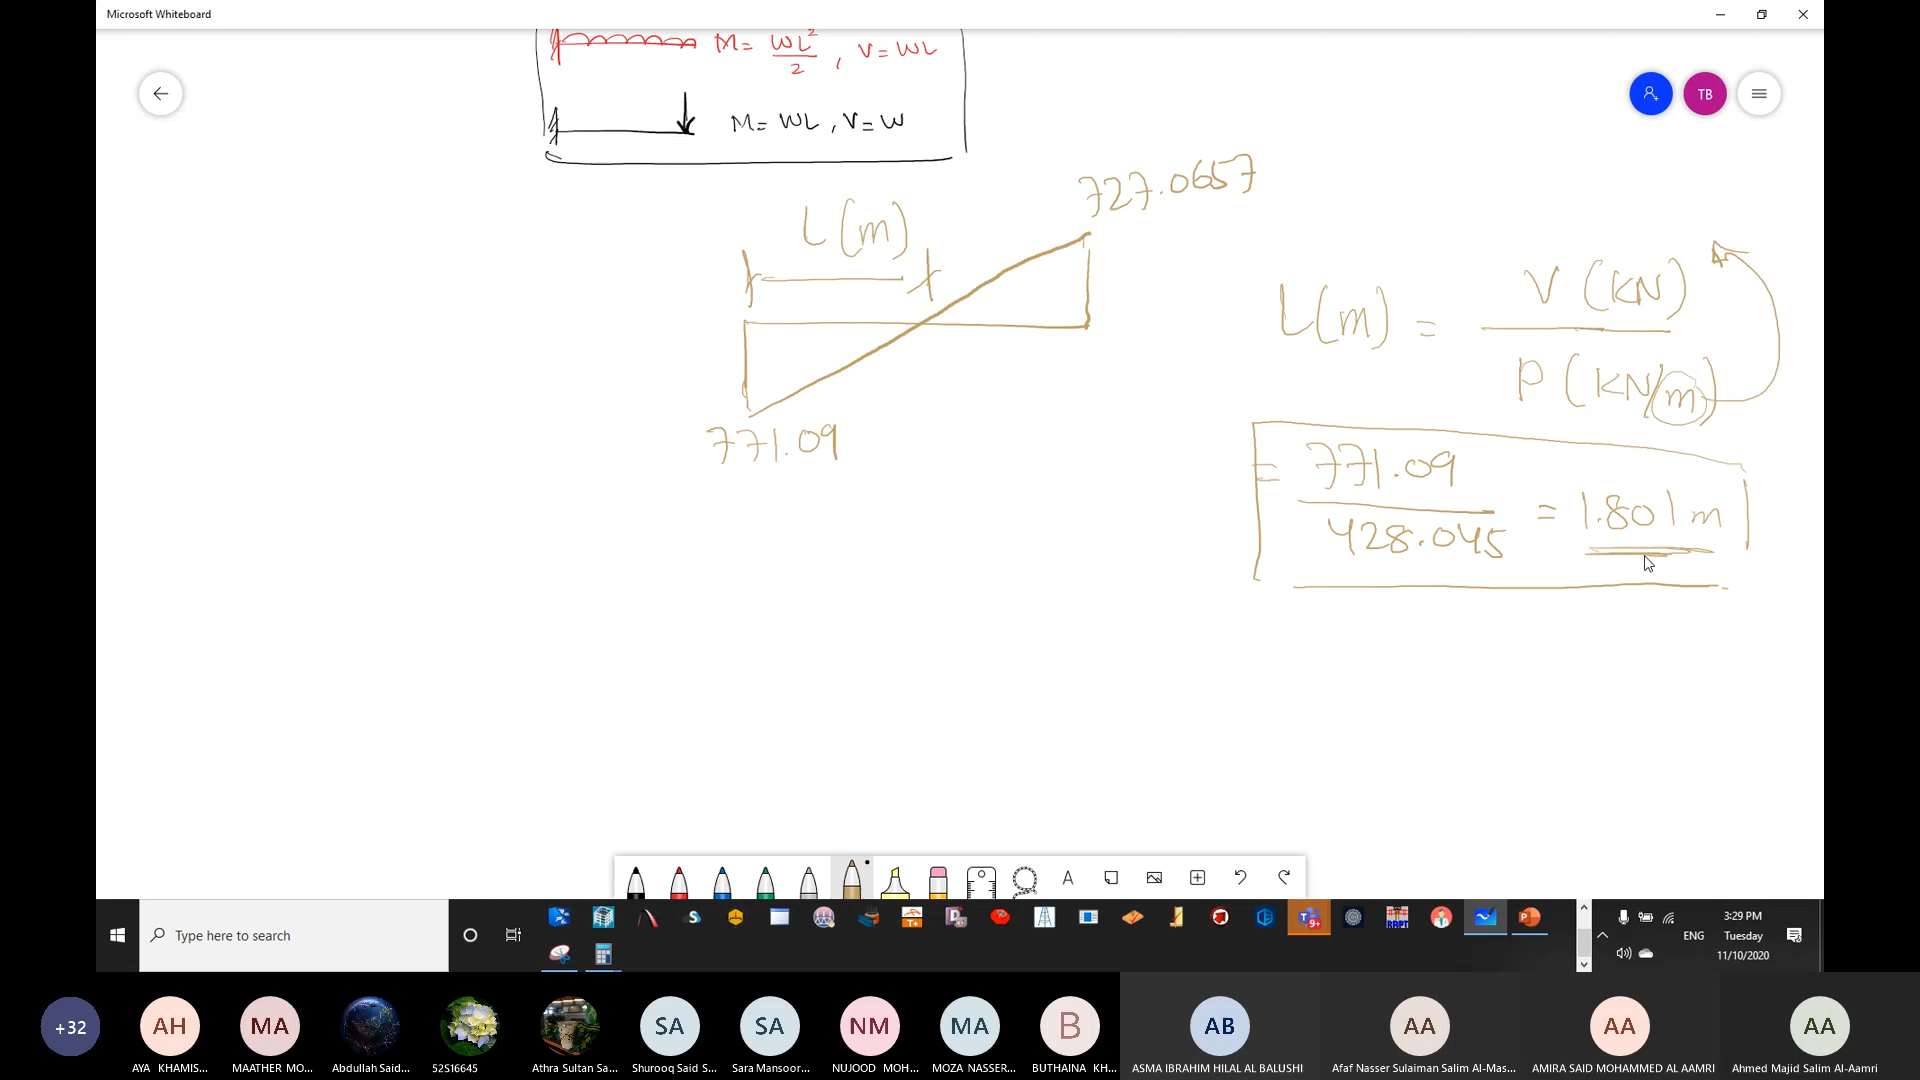 Microsoft Whiteboard
M = WL²/2 , V = WL
TB
M = WL , V = W
727.0657
L (m)
L(m) = V (KN) / P (KN/m)
771.09
= 771.09 / 428.045 = 1.801 m
A
Type here to search
ENG
3:29 PM
Tuesday
11/10/2020
+32
AH
MA
SA
SA
NM
MA
B
AB
AA
AA
AA
AYA KHAMIS...
MAATHER MO...
Abdullah Said...
52S16645
Athra Sultan Sa...
Shurooq Said S...
Sara Mansoor...
NUJOOD MOH...
MOZA NASSER...
BUTHAINA KH...
ASMA IBRAHIM HILAL AL BALUSHI
Afaf Nasser Sulaiman Salim Al-Mas...
AMIRA SAID MOHAMMED AL AAMRI
Ahmed Majid Salim Al-Aamri